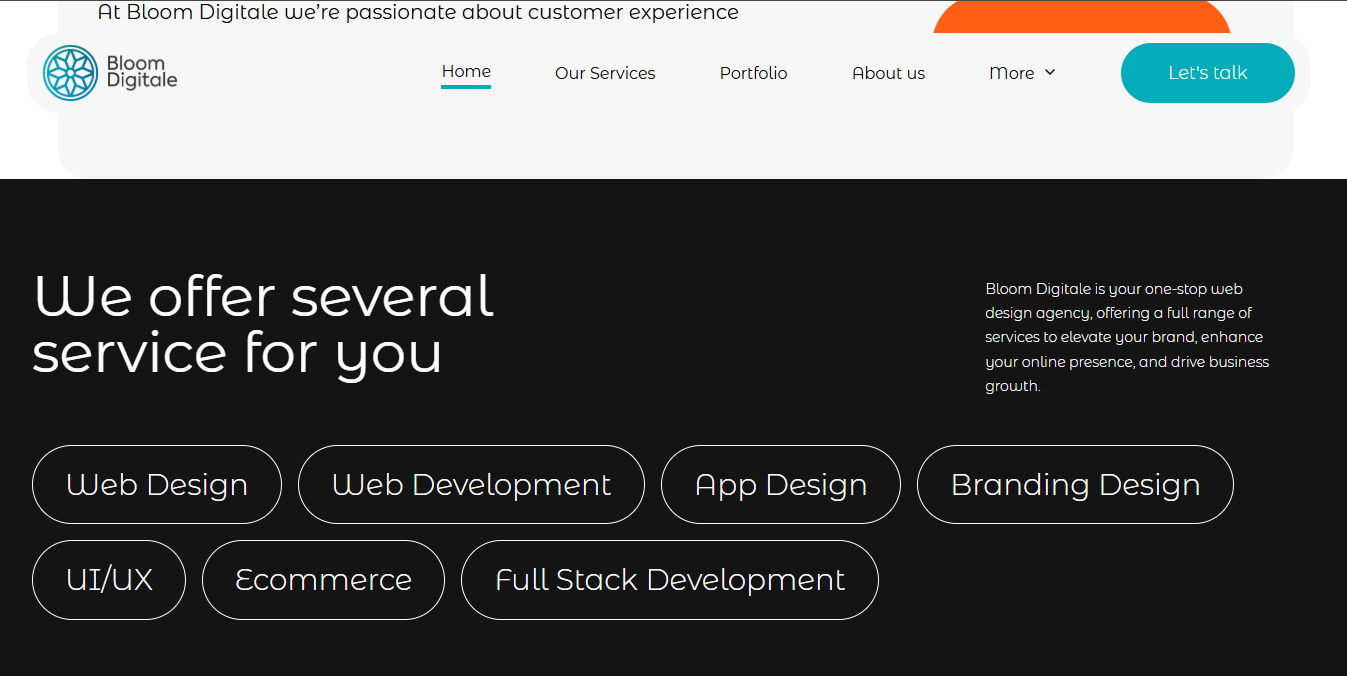 At Bloom Digitale we’re passionate about customer experience
Bloom
Digitale
Home
Our Services
Portfolio
About us
More
Let's talk
We offer several
service for you
Bloom Digitale is your one-stop web
design agency, offering a full range of
services to elevate your brand, enhance
your online presence, and drive business
growth.
Web Design
Web Development
App Design
Branding Design
UI/UX
Ecommerce
Full Stack Development